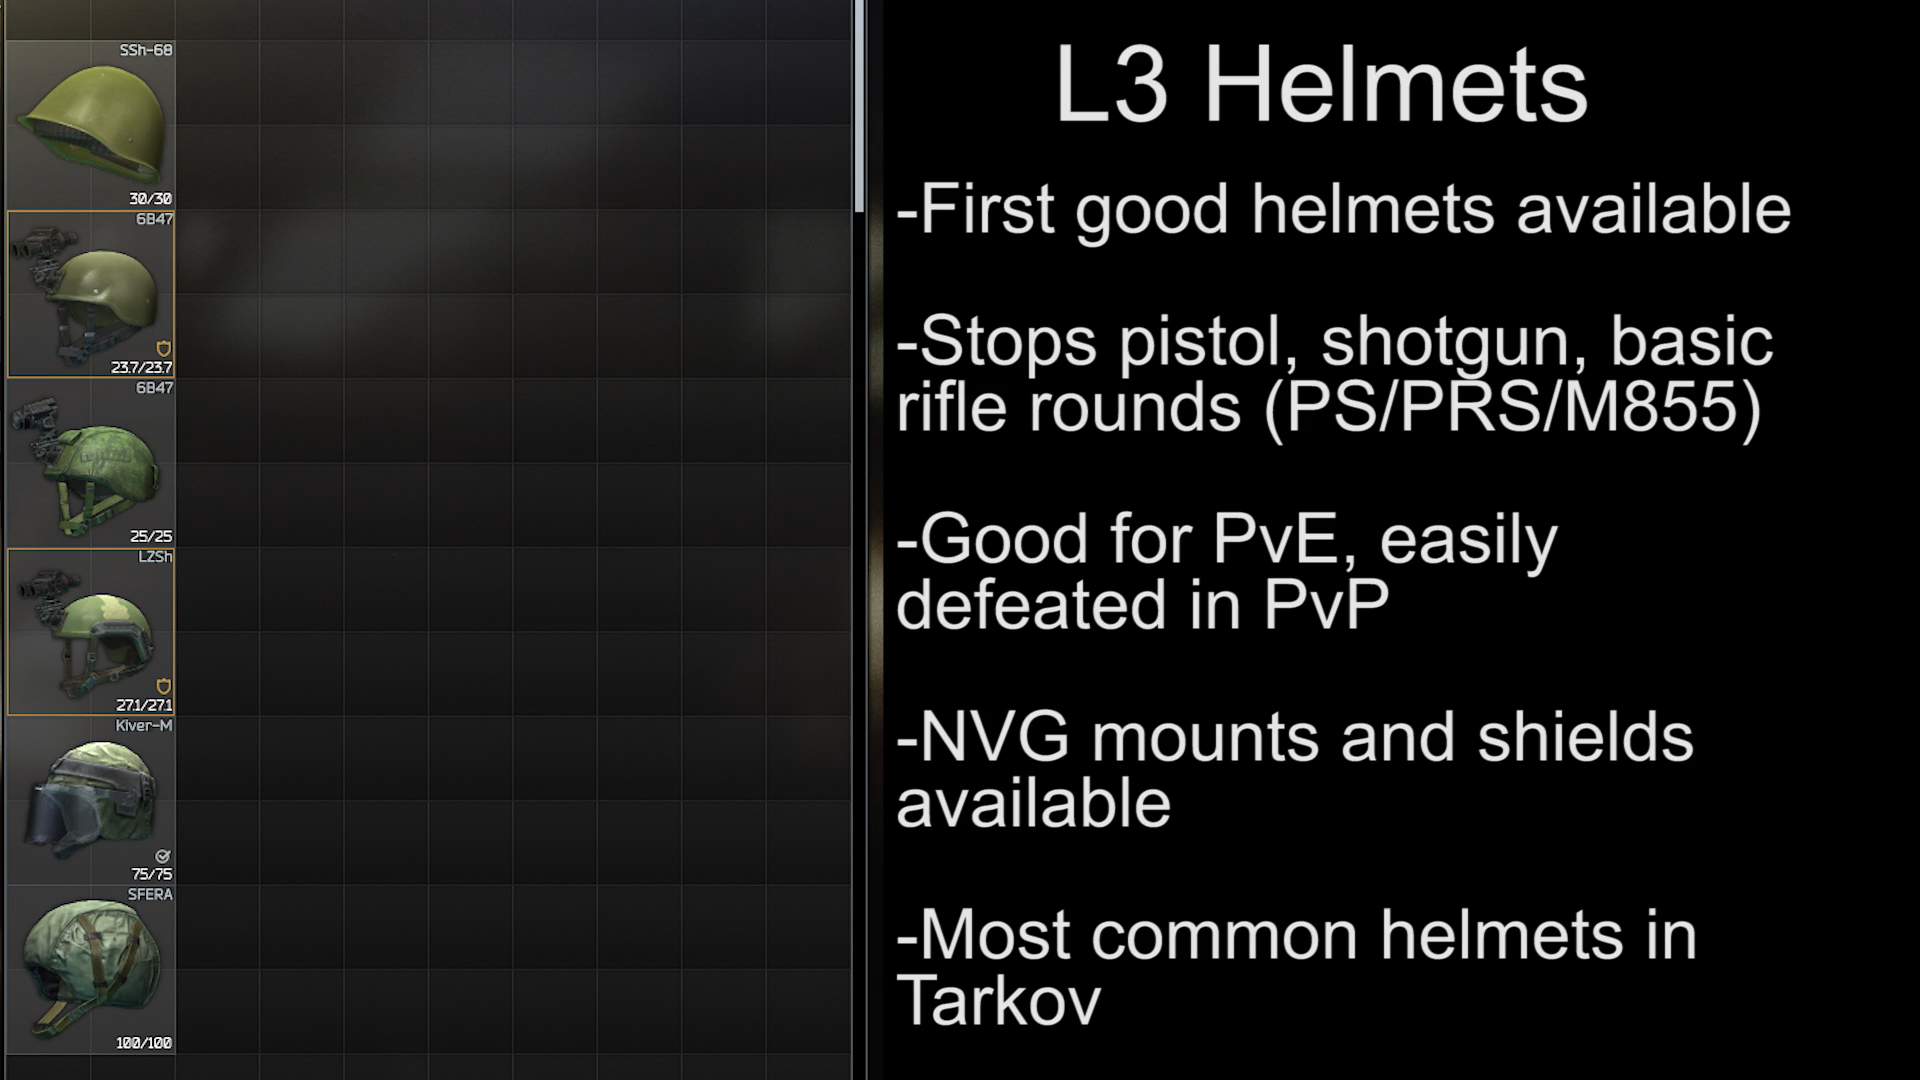 SSh-68
30/30
6B47
23.7/23.7
6B47
25/25
LZSh
27.1/27.1
Kiver-M
75/75
SFERA
100/100
L3 Helmets
-First good helmets available
-Stops pistol, shotgun, basic
rifle rounds (PS/PRS/M855)
-Good for PvE, easily
defeated in PvP
-NVG mounts and shields
available
-Most common helmets in
Tarkov